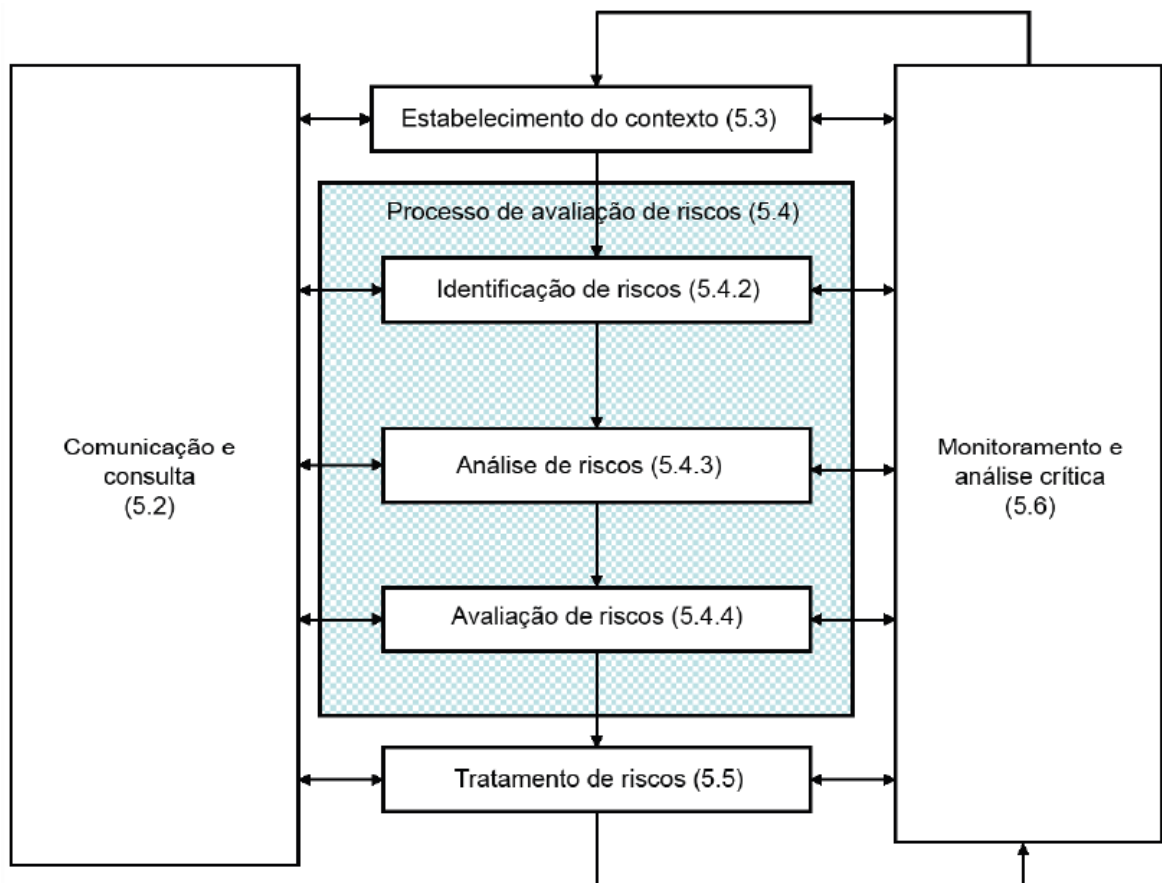 Estabelecimento do contexto (5.3)
Processo de avaliação de riscos (5.4)
Identificação de riscos (5.4.2)
Comunicação e
consulta
(5.2)
Análise de riscos (5.4.3)
Monitoramento e
análise crítica
(5.6)
Avaliação de riscos (5.4.4)
Tratamento de riscos (5.5)